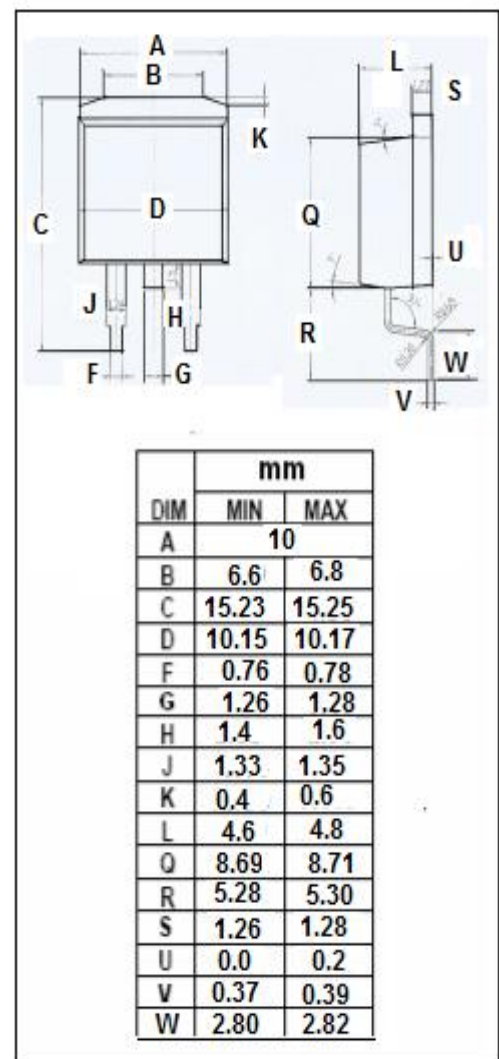 A
B
L
S
K
C
D
Q
U
J
H
R
F
G
W
V
mm
DIM MIN MAX
A 10
B 6.6 6.8
C 15.23 15.25
D 10.15 10.17
F 0.76 0.78
G 1.26 1.28
H 1.4 1.6
J 1.33 1.35
K 0.4 0.6
L 4.6 4.8
Q 8.69 8.71
R 5.28 5.30
S 1.26 1.28
U 0.0 0.2
V 0.37 0.39
W 2.80 2.82